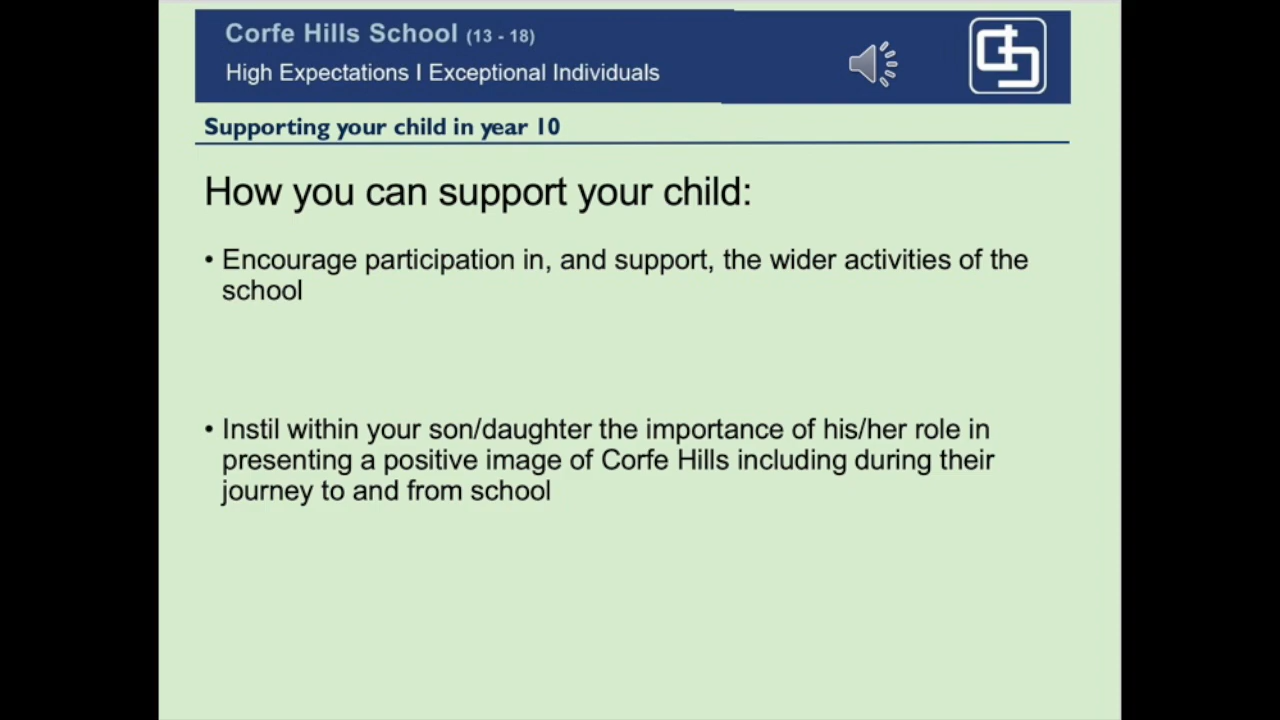 Corfe Hills School (13 - 18)
High Expectations I Exceptional Individuals
Supporting your child in year 10
How you can support your child:
• Encourage participation in, and support, the wider activities of the
school
• Instil within your son/daughter the importance of his/her role in
presenting a positive image of Corfe Hills including during their
journey to and from school